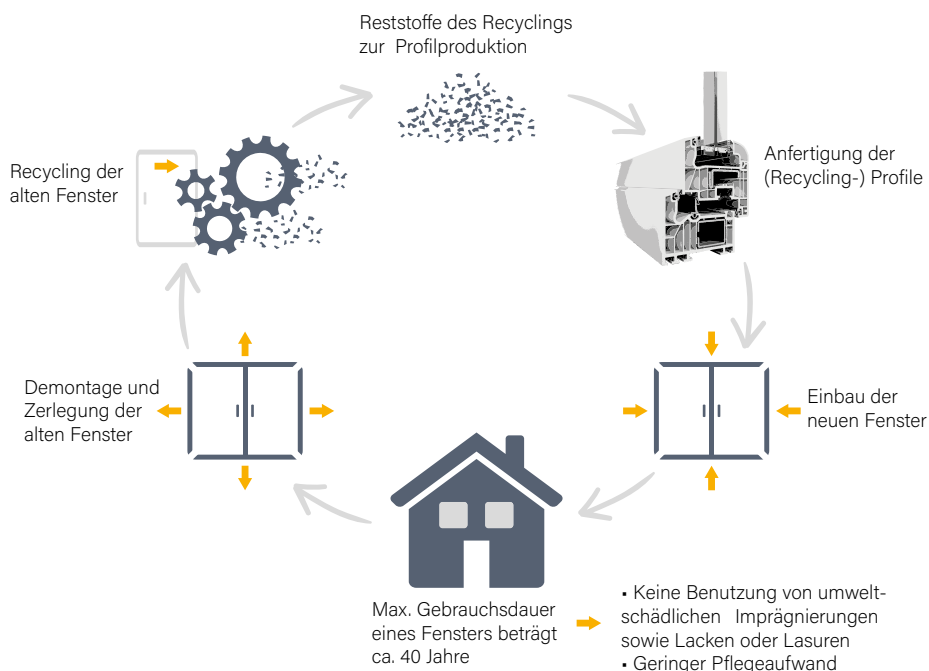 Reststoffe des Recyclings
zur Profilproduktion
Anfertigung der
(Recycling-) Profile
Einbau der
neuen Fenster
Max. Gebrauchsdauer
eines Fensters beträgt
ca. 40 Jahre
• Keine Benutzung von umwelt-
schädlichen Imprägnierungen
sowie Lacken oder Lasuren
• Geringer Pflegeaufwand
Demontage und
Zerlegung der
alten Fenster
Recycling der
alten Fenster